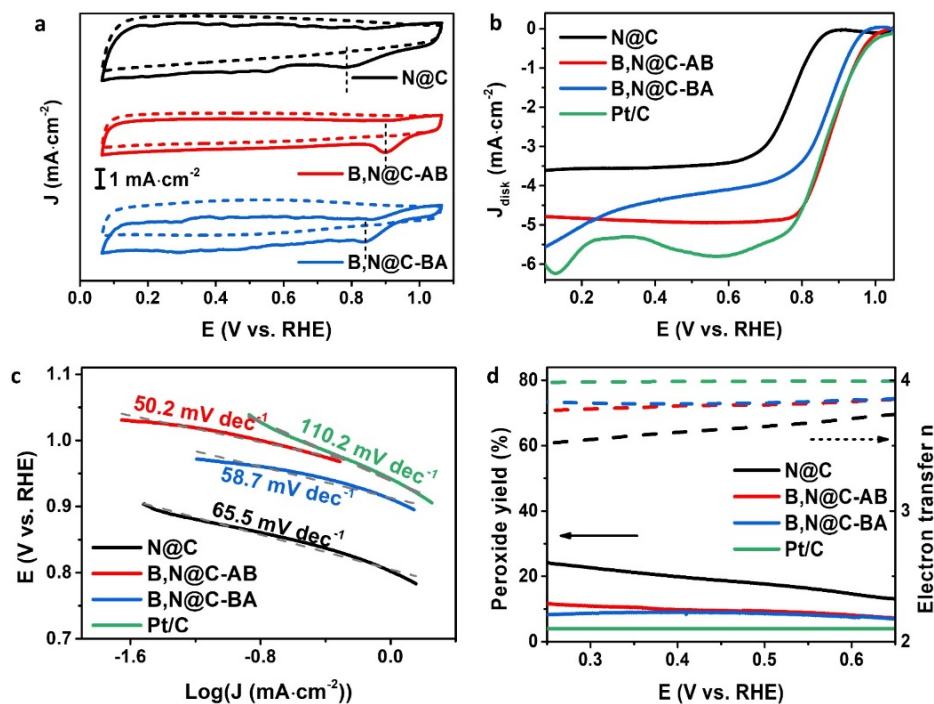 a
J (mA·cm⁻²)
N@C
B,N@C-AB
1 mA·cm⁻²
B,N@C-BA
0.0 0.2 0.4 0.6 0.8 1.0
E (V vs. RHE)
b
J_disk (mA·cm⁻²)
0
-1
-2
-3
-4
-5
-6
N@C
B,N@C-AB
B,N@C-BA
Pt/C
0.2 0.4 0.6 0.8 1.0
E (V vs. RHE)
c
E (V vs. RHE)
1.1
1.0
0.9
0.8
0.7
50.2 mV dec⁻¹
110.2 mV dec⁻¹
58.7 mV dec⁻¹
65.5 mV dec⁻¹
N@C
B,N@C-AB
B,N@C-BA
Pt/C
-1.6 -0.8 0.0
Log(J (mA·cm⁻²))
d
Peroxide yield (%)
80
60
40
20
0
N@C
B,N@C-AB
B,N@C-BA
Pt/C
4
3
2
Electron transfer n
0.3 0.4 0.5 0.6
E (V vs. RHE)